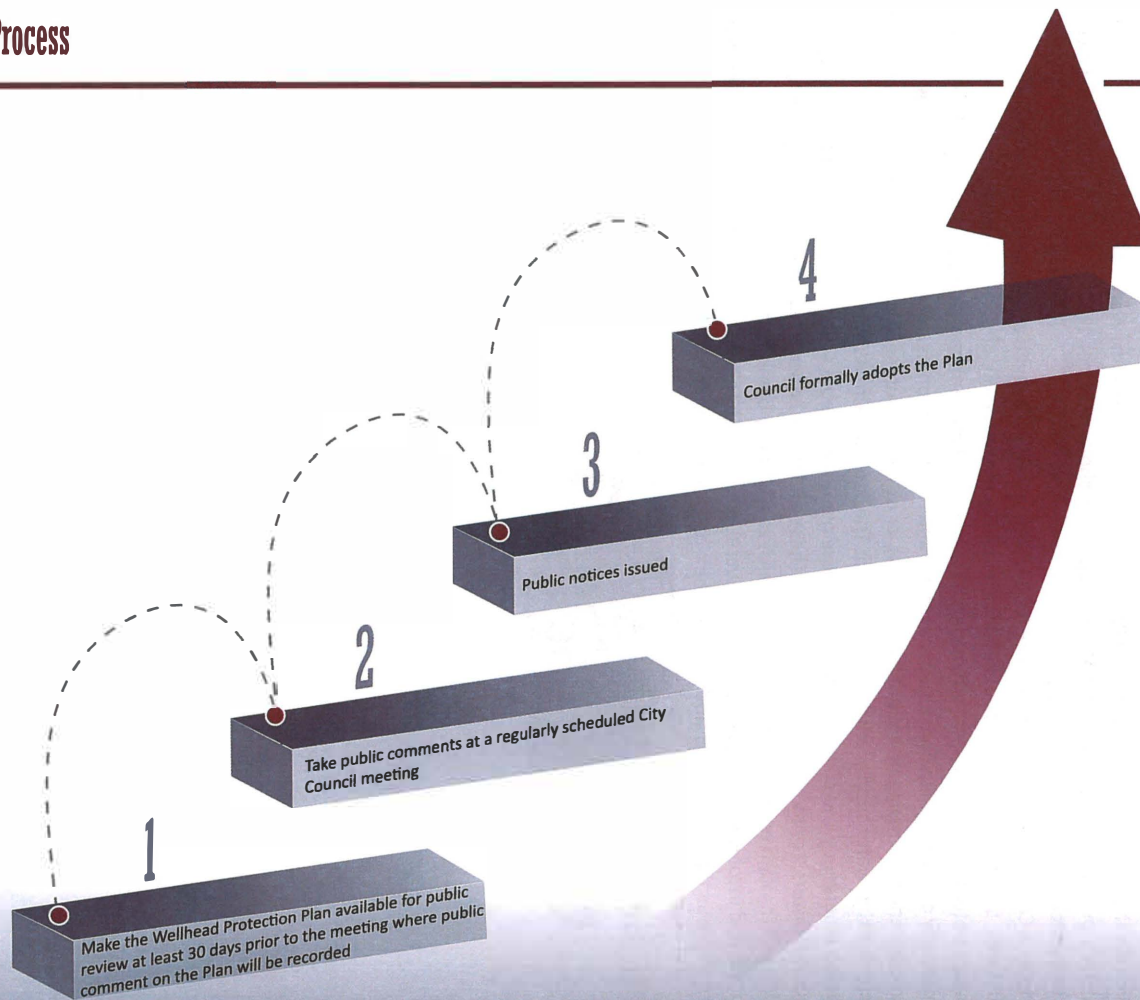 Process
4
Council formally adopts the Plan
3
Public notices issued
2
Take public comments at a regularly scheduled City
Council meeting
1
Make the Wellhead Protection Plan available for public
review at least 30 days prior to the meeting where public
comment on the Plan will be recorded